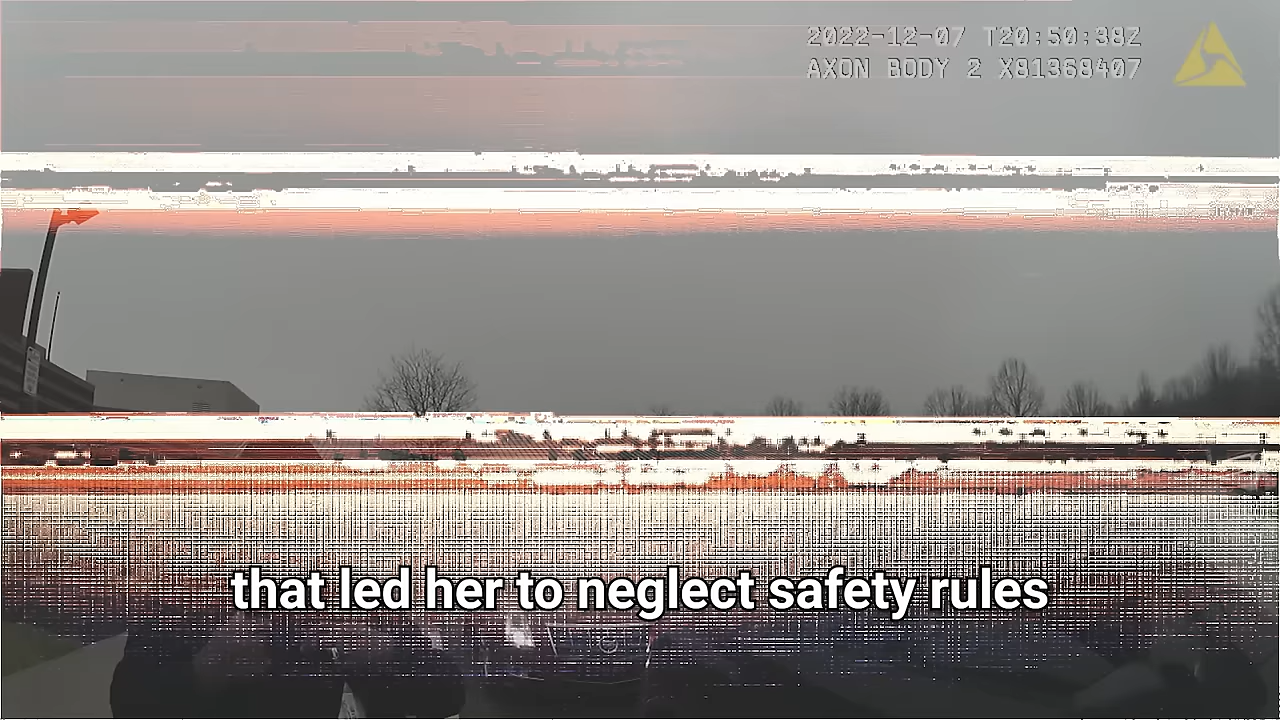 2022-12-07 T20:50:38Z
AXON BODY 2 X81368407
that led her to neglect safety rules